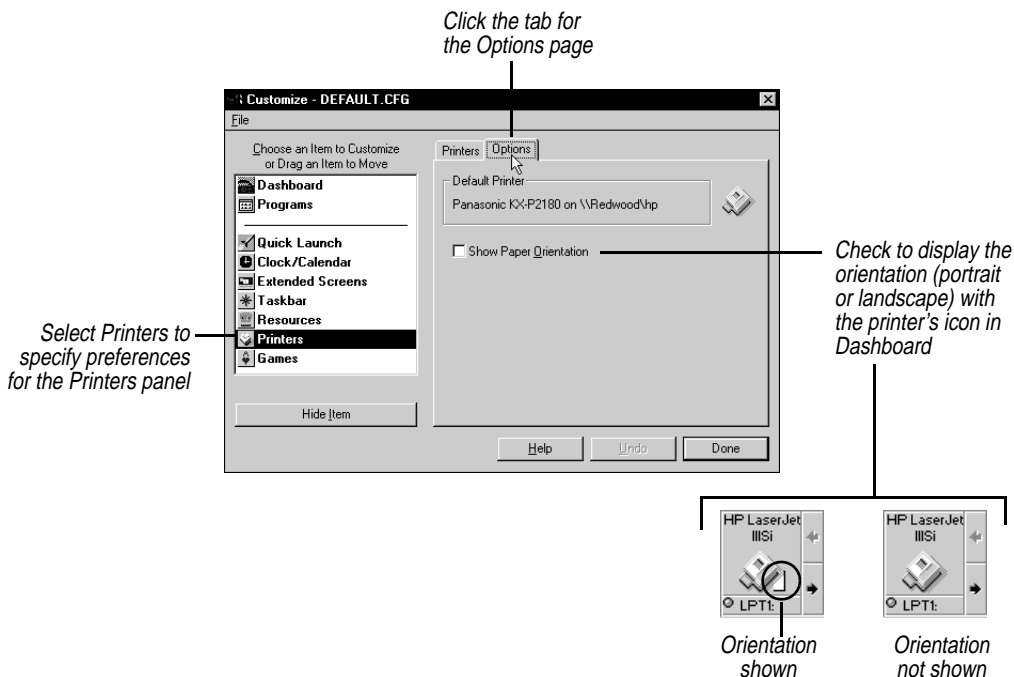 Click the tab for
the Options page
Customize - DEFAULT.CFG
File
Choose an Item to Customize
or Drag an Item to Move
Dashboard
Programs
Quick Launch
Clock/Calendar
Extended Screens
Taskbar
Resources
Printers
Games
Hide Item
Printers Options
Default Printer
Panasonic KX-P2180 on \\Redwood\hp
Show Paper Orientation
Help Undo Done
Select Printers to
specify preferences
for the Printers panel
Check to display the
orientation (portrait
or landscape) with
the printer's icon in
Dashboard
HP LaserJet
IIISi
LPT1:
Orientation
shown
HP LaserJet
IIISi
LPT1:
Orientation
not shown